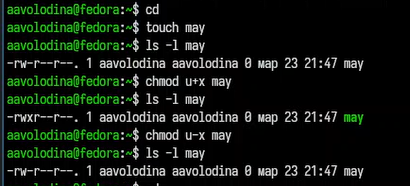 aavolodina@fedora:~$ cd
aavolodina@fedora:~$ touch may
aavolodina@fedora:~$ ls -l may
-rw-r--r--. 1 aavolodina aavolodina 0 мар 23 21:47 may
aavolodina@fedora:~$ chmod u+x may
aavolodina@fedora:~$ ls -l may
-rwxr--r--. 1 aavolodina aavolodina 0 мар 23 21:47 may
aavolodina@fedora:~$ chmod u-x may
aavolodina@fedora:~$ ls -l may
-rw-r--r--. 1 aavolodina aavolodina 0 мар 23 21:47 may